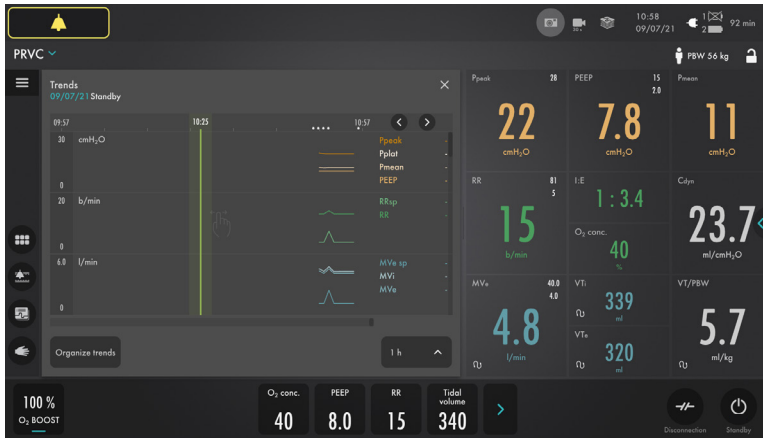 10:58
09/07/21
1
2
92 min
PRVC
PBW 56 kg
Trends
09/07/21 Standby
09:57
10:25
10:57
30
cmH₂O
0
Ppeak
Pplat
Pmean
PEEP
20
b/min
0
RRsp
RR
6.0
l/min
0
MVe sp
MVi
MVe
Organize trends
1 h
Ppeak
28
22
cmH₂O
PEEP
15
2.0
7.8
cmH₂O
Pmean
11
cmH₂O
RR
81
5
15
b/min
I:E
1 : 3.4
O₂ conc.
40
%
Cdyn
23.7
ml/cmH₂O
MVe
40.0
4.0
4.8
l/min
VTi
339
ml
VTe
320
ml
VT/PBW
5.7
ml/kg
100 %
O₂ BOOST
O₂ conc.
40
PEEP
8.0
RR
15
Tidal
volume
340
Disconnection
Standby